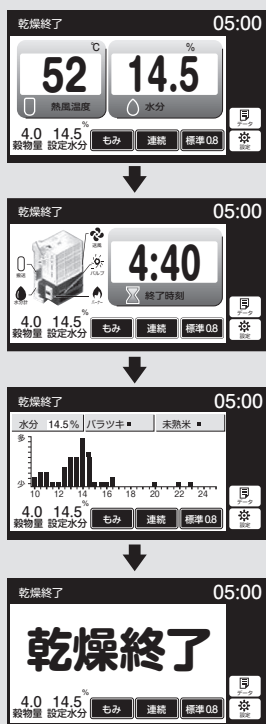 乾燥終了 05:00
℃ %
52 14.5
熱風温度 水分
データ
%
4.0 14.5 もみ 連続 標準0.8
穀物量 設定水分 設定
乾燥終了 05:00
送風
搬送 バルブ 4:40
水分計 バーナー 終了時刻
データ
%
4.0 14.5 もみ 連続 標準0.8
穀物量 設定水分 設定
乾燥終了 05:00
水分 14.5% バラツキ 未熟米
多
少
10 12 14 16 18 20 22 24
データ
%
4.0 14.5 もみ 連続 標準0.8
穀物量 設定水分 設定
乾燥終了 05:00
乾燥終了
データ
%
4.0 14.5 もみ 連続 標準0.8
穀物量 設定水分 設定